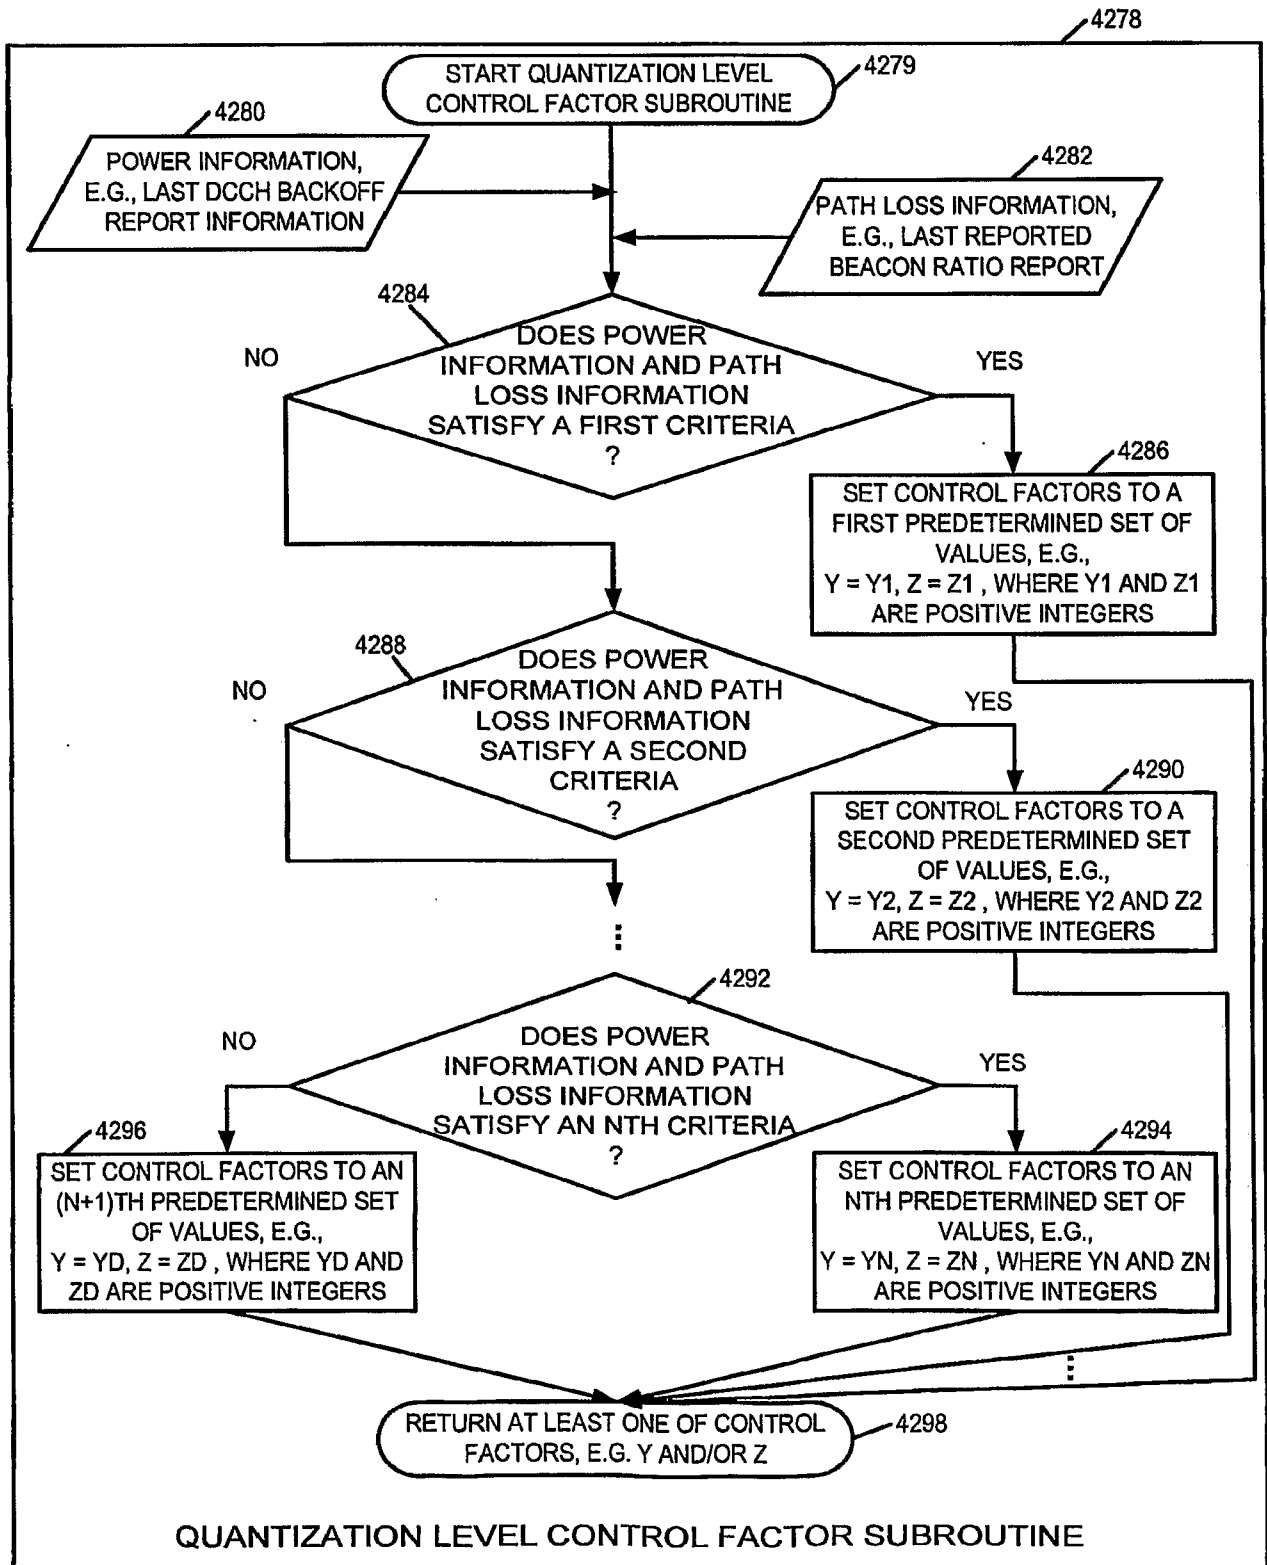 4278
START QUANTIZATION LEVEL
CONTROL FACTOR SUBROUTINE
4279
4280
POWER INFORMATION,
E.G., LAST DCCH BACKOFF
REPORT INFORMATION
4282
PATH LOSS INFORMATION,
E.G., LAST REPORTED
BEACON RATIO REPORT
4284
NO
DOES POWER
INFORMATION AND PATH
LOSS INFORMATION
SATISFY A FIRST CRITERIA
?
YES
4286
SET CONTROL FACTORS TO A
FIRST PREDETERMINED SET OF
VALUES, E.G.,
Y = Y1, Z = Z1 , WHERE Y1 AND Z1
ARE POSITIVE INTEGERS
4288
NO
DOES POWER
INFORMATION AND PATH
LOSS INFORMATION
SATISFY A SECOND
CRITERIA
?
YES
4290
SET CONTROL FACTORS TO A
SECOND PREDETERMINED SET
OF VALUES, E.G.,
Y = Y2, Z = Z2 , WHERE Y2 AND Z2
ARE POSITIVE INTEGERS
4292
NO
DOES POWER
INFORMATION AND PATH
LOSS INFORMATION
SATISFY AN NTH CRITERIA
?
YES
4296
SET CONTROL FACTORS TO AN
(N+1)TH PREDETERMINED SET
OF VALUES, E.G.,
Y = YD, Z = ZD , WHERE YD AND
ZD ARE POSITIVE INTEGERS
4294
SET CONTROL FACTORS TO AN
NTH PREDETERMINED SET OF
VALUES, E.G.,
Y = YN, Z = ZN , WHERE YN AND ZN
ARE POSITIVE INTEGERS
RETURN AT LEAST ONE OF CONTROL
FACTORS, E.G. Y AND/OR Z
4298
QUANTIZATION LEVEL CONTROL FACTOR SUBROUTINE